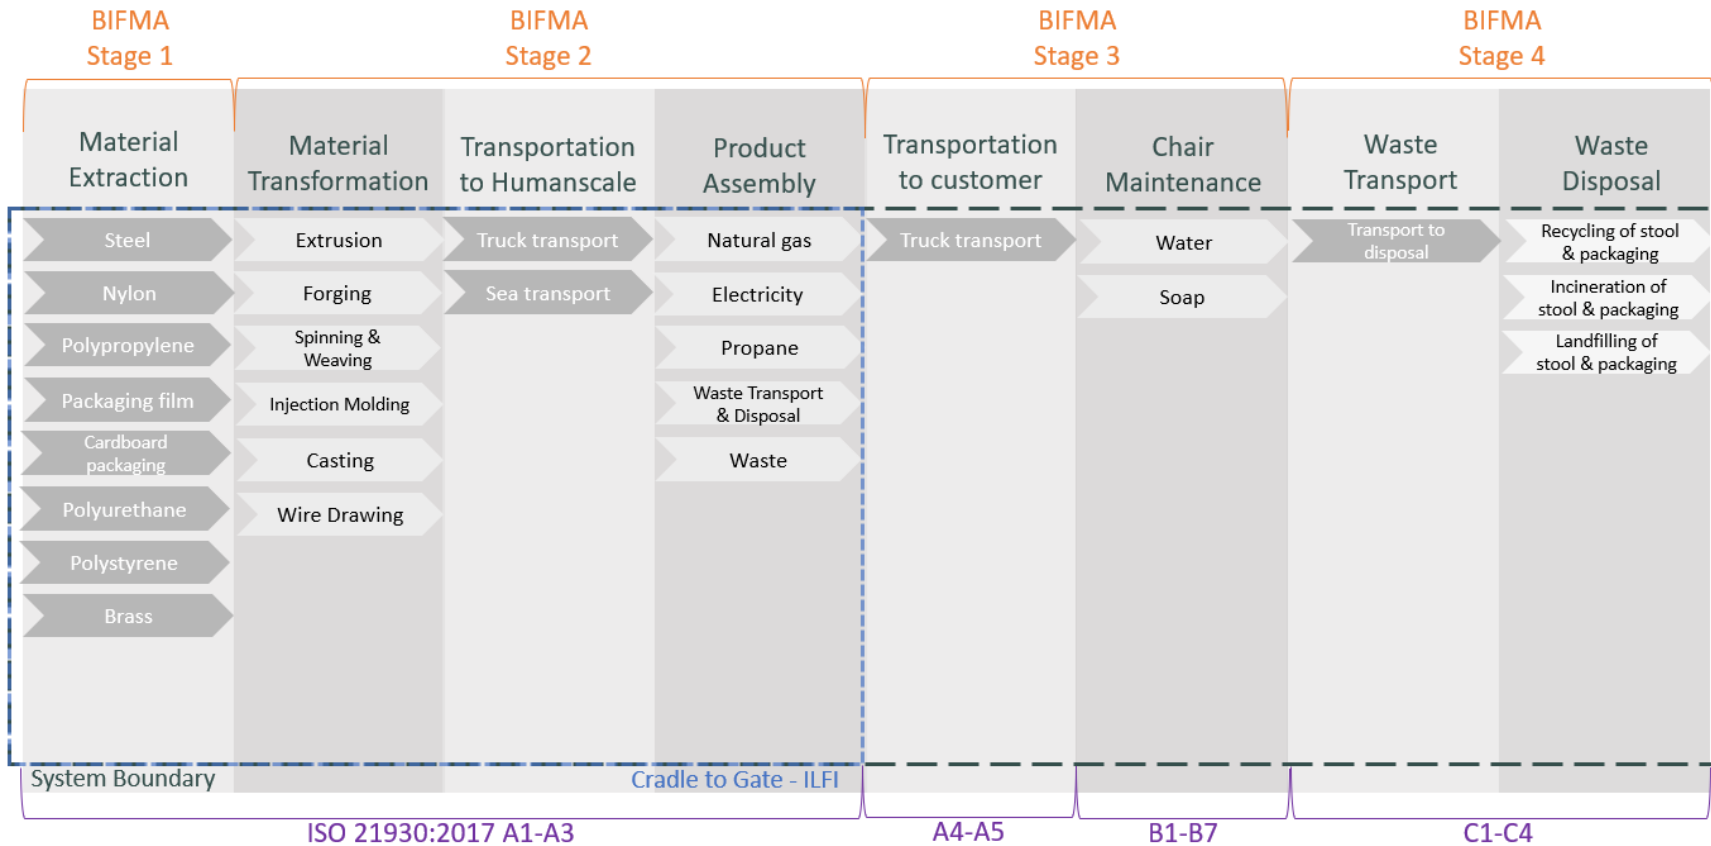 BIFMA
Stage 1
BIFMA
Stage 2
BIFMA
Stage 3
BIFMA
Stage 4
Material
Extraction
Material
Transformation
Transportation
to Humanscale
Product
Assembly
Transportation
to customer
Chair
Maintenance
Waste
Transport
Waste
Disposal
Steel
Nylon
Polypropylene
Packaging film
Cardboard
packaging
Polyurethane
Polystyrene
Brass
Extrusion
Forging
Spinning &
Weaving
Injection Molding
Casting
Wire Drawing
Truck transport
Sea transport
Natural gas
Electricity
Propane
Waste Transport
& Disposal
Waste
Truck transport
Water
Soap
Transport to
disposal
Recycling of stool
& packaging
Incineration of
stool & packaging
Landfilling of
stool & packaging
System Boundary
Cradle to Gate - ILFI
ISO 21930:2017 A1-A3
A4-A5
B1-B7
C1-C4